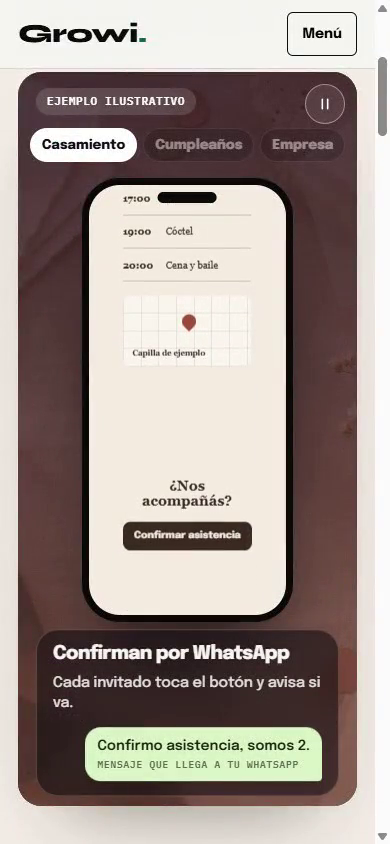 Growi.
Menú
EJEMPLO ILUSTRATIVO
Casamiento
Cumpleaños
Empresa
17:00
19:00 Cóctel
20:00 Cena y baile
Capilla de ejemplo
¿Nos
acompañás?
Confirmar asistencia
Confirman por WhatsApp
Cada invitado toca el botón y avisa si
va.
Confirmo asistencia, somos 2.
MENSAJE QUE LLEGA A TU WHATSAPP